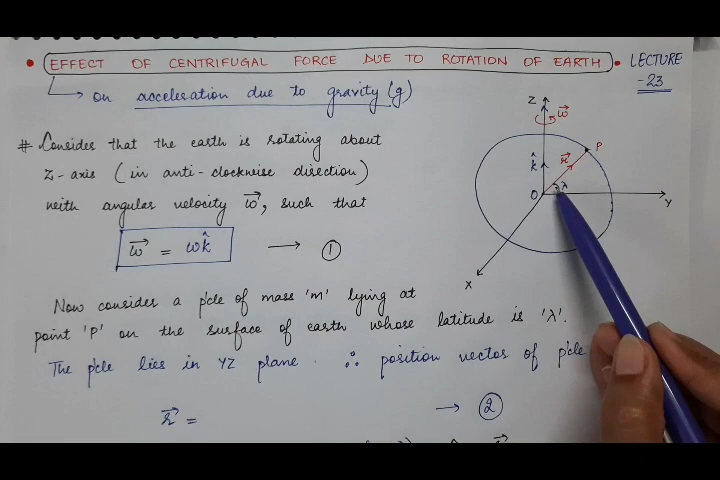 • EFFECT OF CENTRIFUGAL FORCE DUE TO ROTATION OF EARTH • LECTURE
-23
on acceleration due to gravity (g)
# Consider that the earth is rotating about
Z-axis (in anti-clockwise direction)
with angular velocity ω⃗, such that
ω⃗ = ωk̂ → ①
Z
ω⃗
P
r⃗
k̂
O
λ
Y
X
Now consider a p'cle of mass 'm' lying at
point 'P' on the surface of earth whose latitude is 'λ'.
The p'cle lies in YZ plane. ∴ position vector of p'cle
r⃗ = → ②